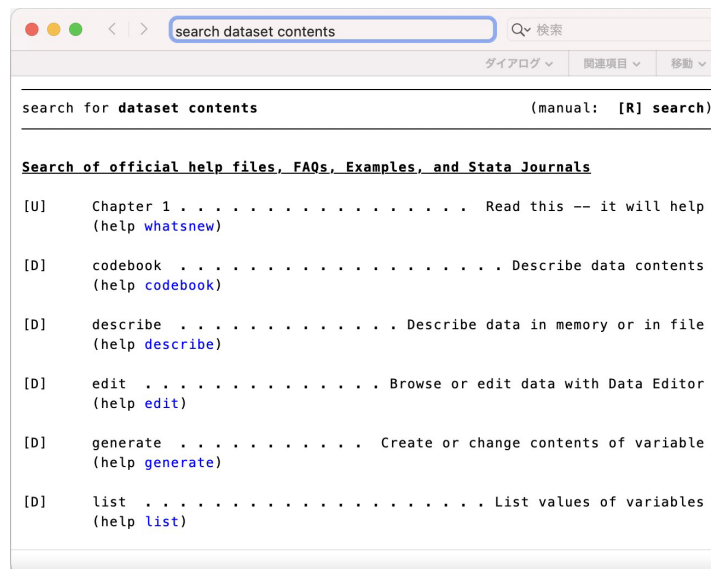 search dataset contents
検索
ダイアログ 関連項目 移動
search for dataset contents (manual: [R] search)
Search of official help files, FAQs, Examples, and Stata Journals
[U] Chapter 1 . . . . . . . . . . . . . . . . . Read this -- it will help
(help whatsnew)
[D] codebook . . . . . . . . . . . . . . . . . . . Describe data contents
(help codebook)
[D] describe . . . . . . . . . . . . . Describe data in memory or in file
(help describe)
[D] edit . . . . . . . . . . . . . . Browse or edit data with Data Editor
(help edit)
[D] generate . . . . . . . . . . . Create or change contents of variable
(help generate)
[D] list . . . . . . . . . . . . . . . . . . . . List values of variables
(help list)